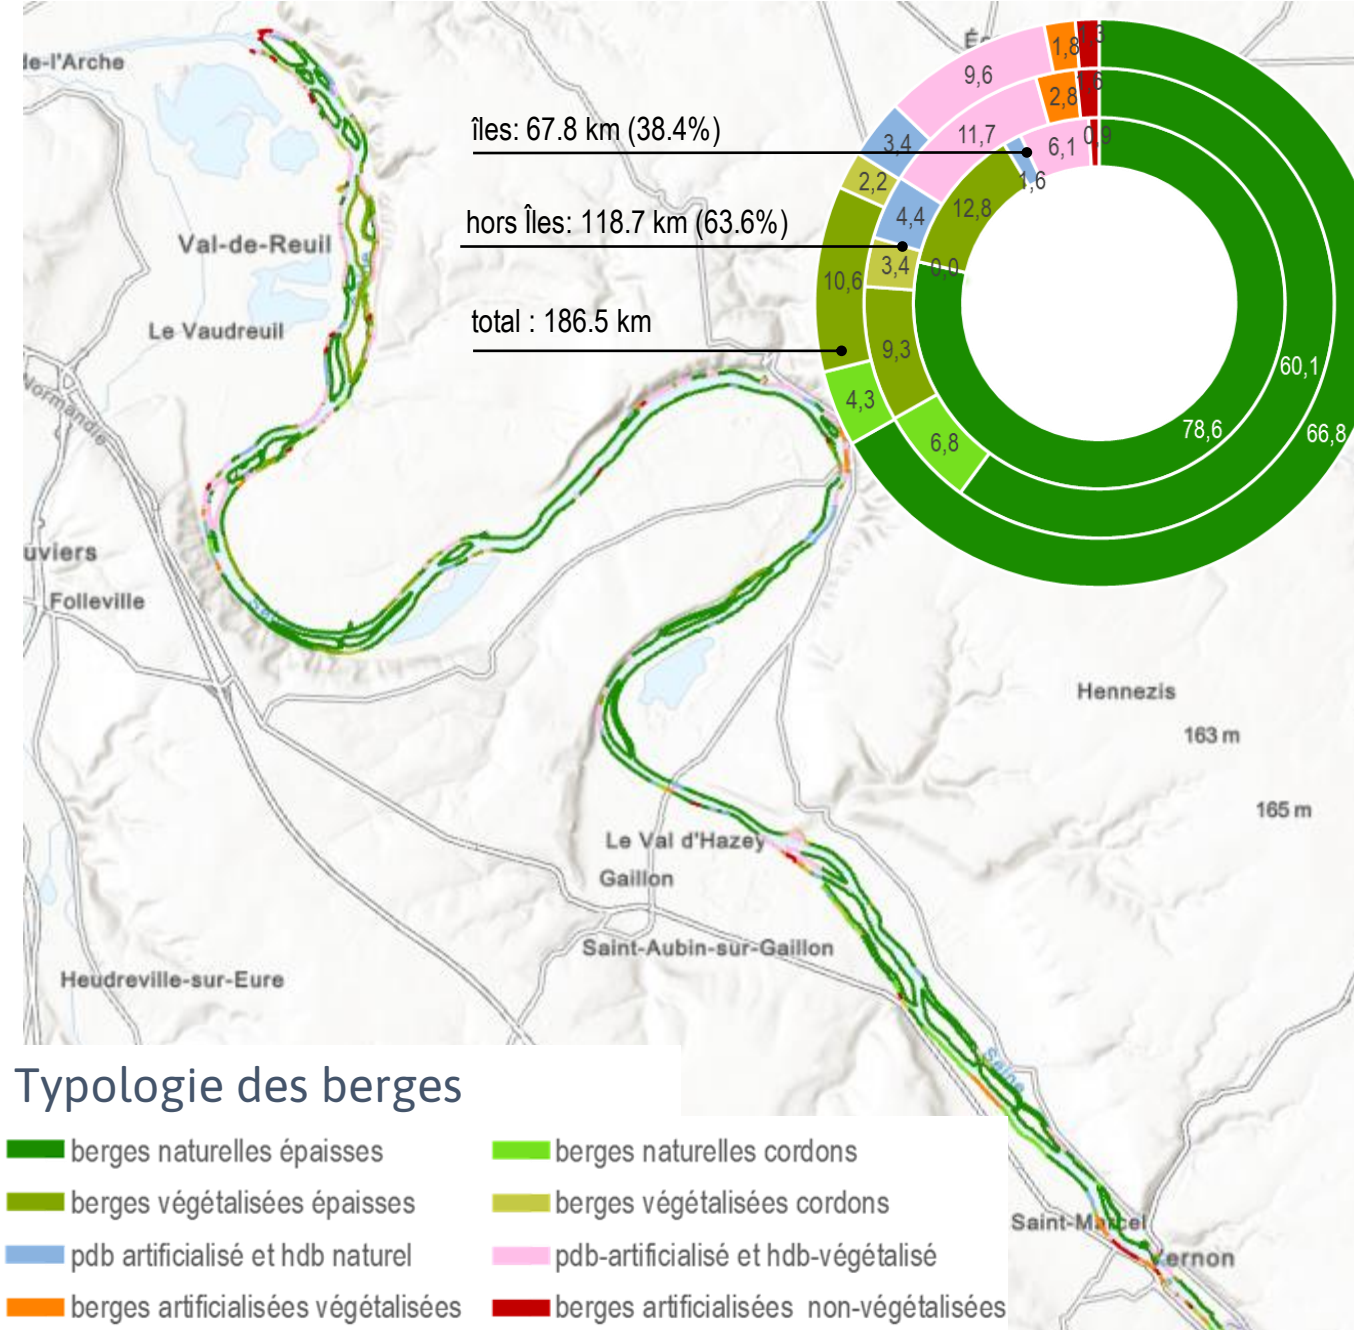 de-l'Arche
Val-de-Reuil
Le Vaudreuil
Normandie
uviers
Folleville
Hennezis
163 m
165 m
Le Val d'Hazey
Gaillon
Saint-Aubin-sur-Gaillon
Heudreville-sur-Eure
Seine
Saint-Marcel
Vernon
îles: 67.8 km (38.4%)
hors Îles: 118.7 km (63.6%)
total : 186.5 km
1,8
9,6
3,4
2,2
10,6
4,3
66,8
2,8
11,7
4,4
3,4
9,3
6,8
60,1
0,9
6,1
1,6
12,8
0,0
78,6
Typologie des berges
berges naturelles épaisses
berges naturelles cordons
berges végétalisées épaisses
berges végétalisées cordons
pdb artificialisé et hdb naturel
pdb-artificialisé et hdb-végétalisé
berges artificialisées végétalisées
berges artificialisées non-végétalisées